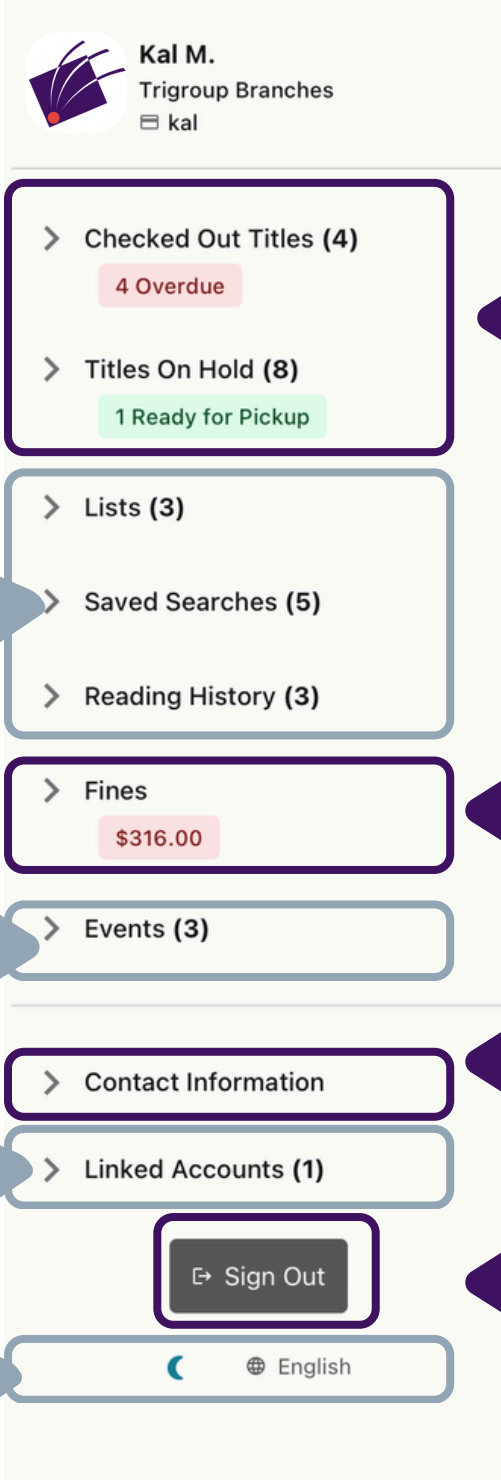 Kal M.
Trigroup Branches
kal
Checked Out Titles (4)
4 Overdue
Titles On Hold (8)
1 Ready for Pickup
Lists (3)
Saved Searches (5)
Reading History (3)
Fines
$316.00
Events (3)
Contact Information
Linked Accounts (1)
Sign Out
English